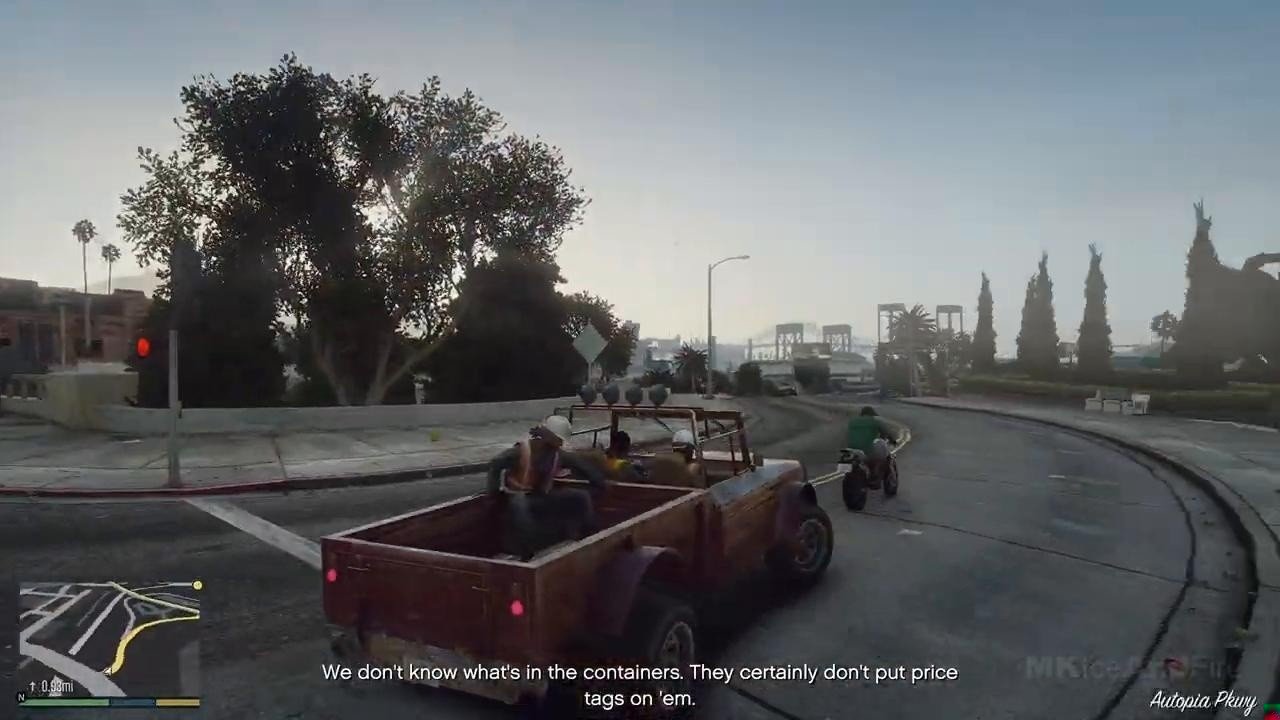 MKIceAndFire
0.93mi
N
We don't know what's in the containers. They certainly don't put price
tags on 'em.
Autopia Pkwy